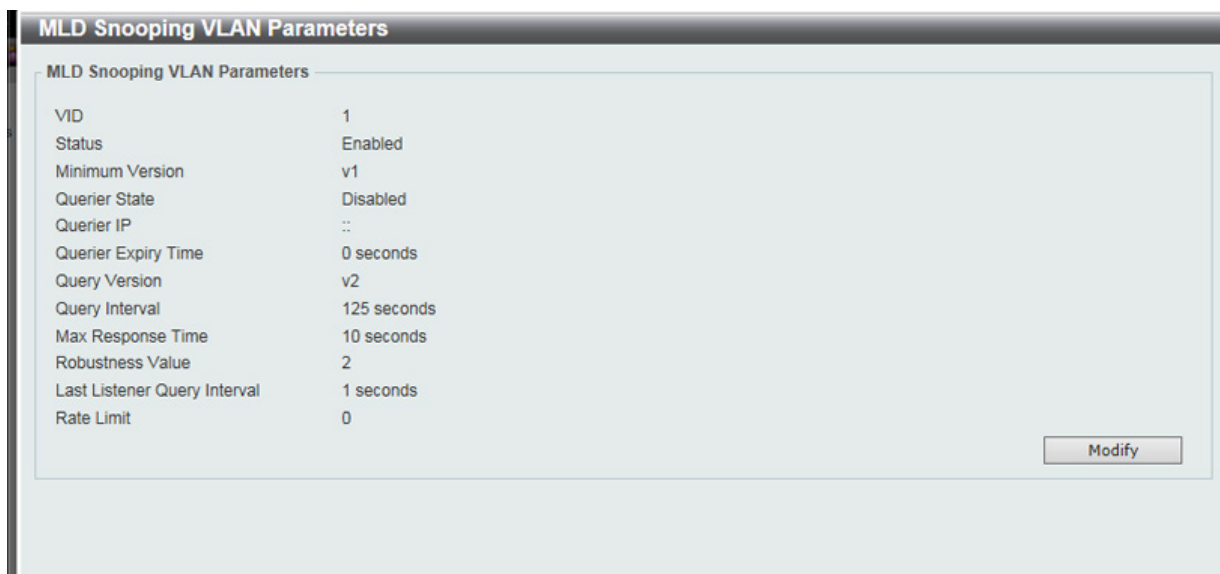 MLD Snooping VLAN Parameters
MLD Snooping VLAN Parameters
VID 1
Status Enabled
Minimum Version v1
Querier State Disabled
Querier IP ::
Querier Expiry Time 0 seconds
Query Version v2
Query Interval 125 seconds
Max Response Time 10 seconds
Robustness Value 2
Last Listener Query Interval 1 seconds
Rate Limit 0
Modify